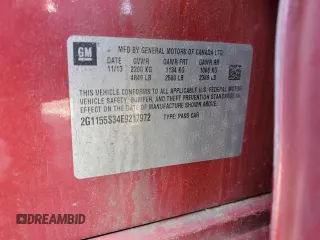 GM
MFD BY GENERAL MOTORS OF CANADA LTD.
DATE GVWR GAWR FRT GAWR RR
11/13 2200 KG 1134 KG 1066 KG
4849 LB 2500 LB 2349 LB
THIS VEHICLE CONFORMS TO ALL APPLICABLE U.S. FEDERAL MOTOR
VEHICLE SAFETY, BUMPER, AND THEFT PREVENTION STANDARDS IN
EFFECT ON THE DATE OF MANUFACTURE SHOWN ABOVE.
2G1155S34E9217972 TYPE: PASS CAR
DREAMBID